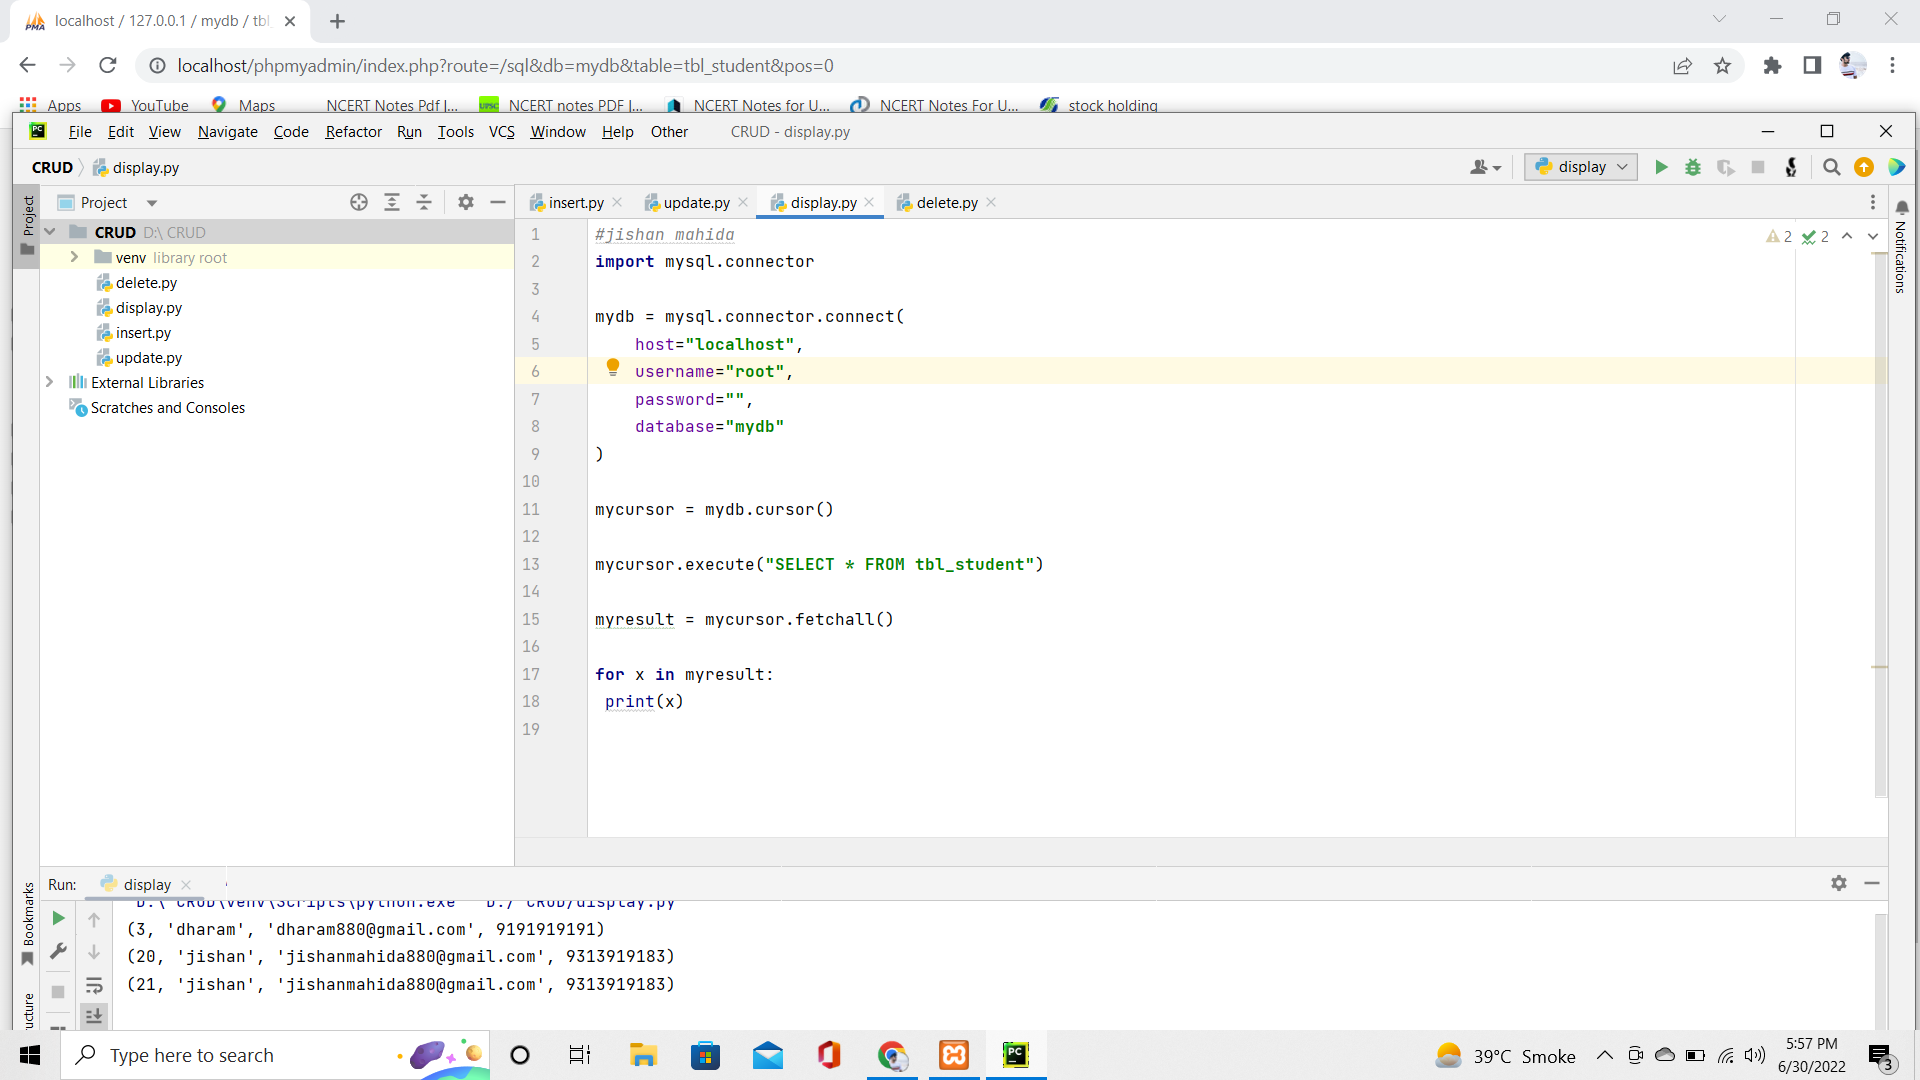 localhost / 127.0.0.1 / mydb / tbl
localhost/phpmyadmin/index.php?route=/sql&db=mydb&table=tbl_student&pos=0
Apps YouTube Maps NCERT Notes Pdf |... NCERT notes PDF |... NCERT Notes for U... NCERT Notes For U... stock holding
File Edit View Navigate Code Refactor Run Tools VCS Window Help Other CRUD - display.py
CRUD display.py display
Project
Project
insert.py update.py display.py delete.py
CRUD D:\ CRUD
venv library root
delete.py
display.py
insert.py
update.py
External Libraries
Scratches and Consoles
2 2
Notifications
1 #jishan mahida
2 import mysql.connector
3
4 mydb = mysql.connector.connect(
5 host="localhost",
6 username="root",
7 password="",
8 database="mydb"
9 )
10
11 mycursor = mydb.cursor()
12
13 mycursor.execute("SELECT * FROM tbl_student")
14
15 myresult = mycursor.fetchall()
16
17 for x in myresult:
18 print(x)
19
Run: display
Bookmarks
ucture
"D:\ CRUD\venv\Scripts\python.exe" "D:/ CRUD/display.py"
(3, 'dharam', 'dharam880@gmail.com', 9191919191)
(20, 'jishan', 'jishanmahida880@gmail.com', 9313919183)
(21, 'jishan', 'jishanmahida880@gmail.com', 9313919183)
Type here to search
39°C Smoke
5:57 PM
6/30/2022
3